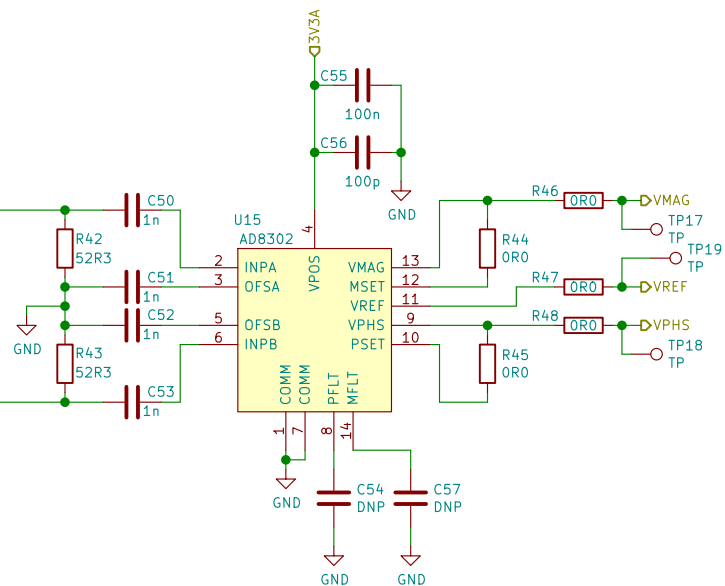 3V3A
C55
100n
C56
100p
GND
C50
1n
R42
52R3
C51
1n
C52
1n
GND
R43
52R3
C53
1n
U15
AD8302
4
VPOS
2
INPA
3
OFSA
5
OFSB
6
INPB
VMAG
13
MSET
12
VREF
11
VPHS
9
PSET
10
COMM
COMM
PFLT
MFLT
1
7
8
14
GND
C54
DNP
GND
C57
DNP
GND
R44
0R0
R45
0R0
R46
0R0
VMAG
TP17
TP
TP19
TP
R47
0R0
VREF
R48
0R0
VPHS
TP18
TP